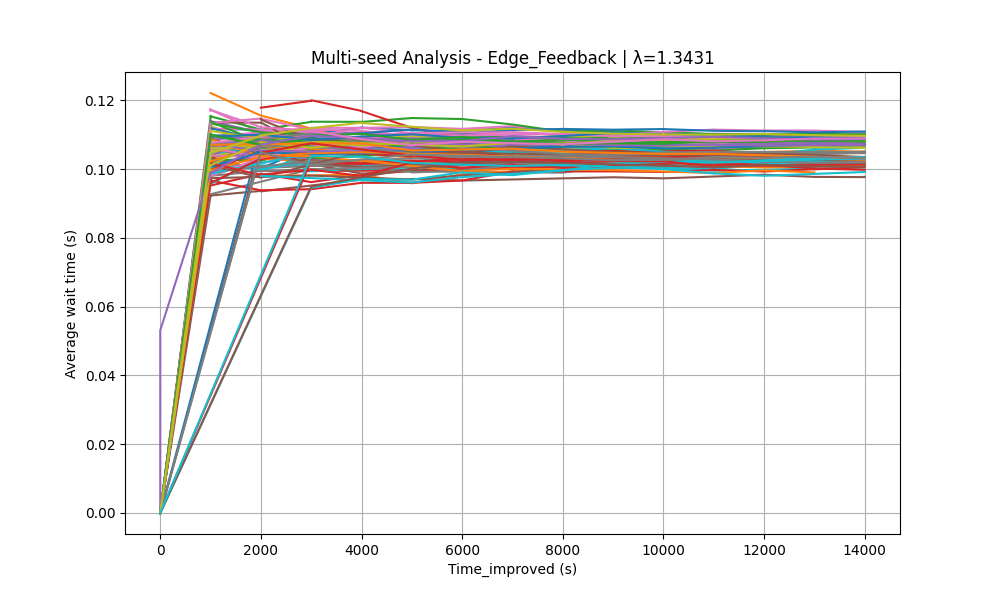 Multi-seed Analysis - Edge_Feedback | λ=1.3431
0.12
0.10
0.08
0.06
0.04
0.02
0.00
Average wait time (s)
0 2000 4000 6000 8000 10000 12000 14000
Time_improved (s)